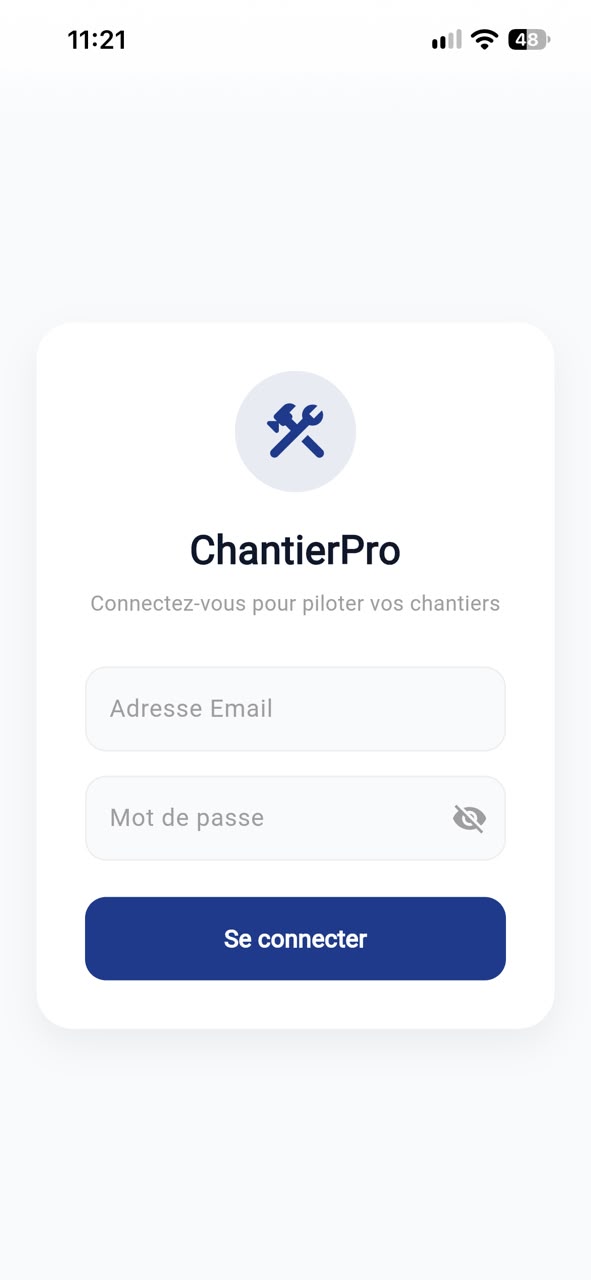 11:21
48
ChantierPro
Connectez-vous pour piloter vos chantiers
Adresse Email
Mot de passe
Se connecter